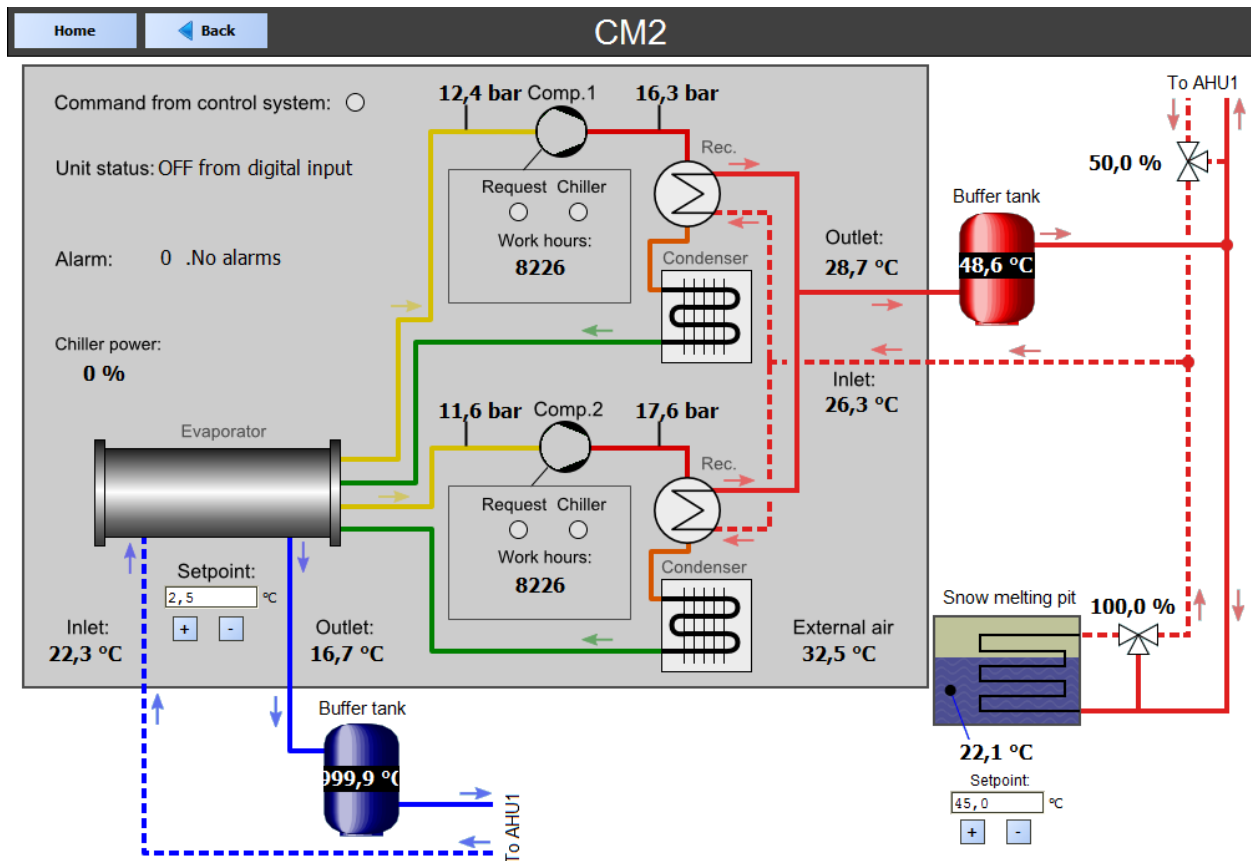 Home
Back
CM2
Command from control system:
Unit status: OFF from digital input
Alarm: 0 .No alarms
Chiller power:
0 %
12,4 bar Comp.1 16,3 bar
Rec.
Request Chiller
Work hours:
8226
Condenser
Outlet:
28,7 °C
Inlet:
26,3 °C
Evaporator
11,6 bar Comp.2 17,6 bar
Rec.
Request Chiller
Work hours:
8226
Condenser
Setpoint:
2,5 °C
+ -
Inlet:
22,3 °C
Outlet:
16,7 °C
External air
32,5 °C
Buffer tank
999,9 °C
To AHU1
To AHU1
50,0 %
Buffer tank
48,6 °C
Snow melting pit
100,0 %
22,1 °C
Setpoint:
45,0 °C
+ -